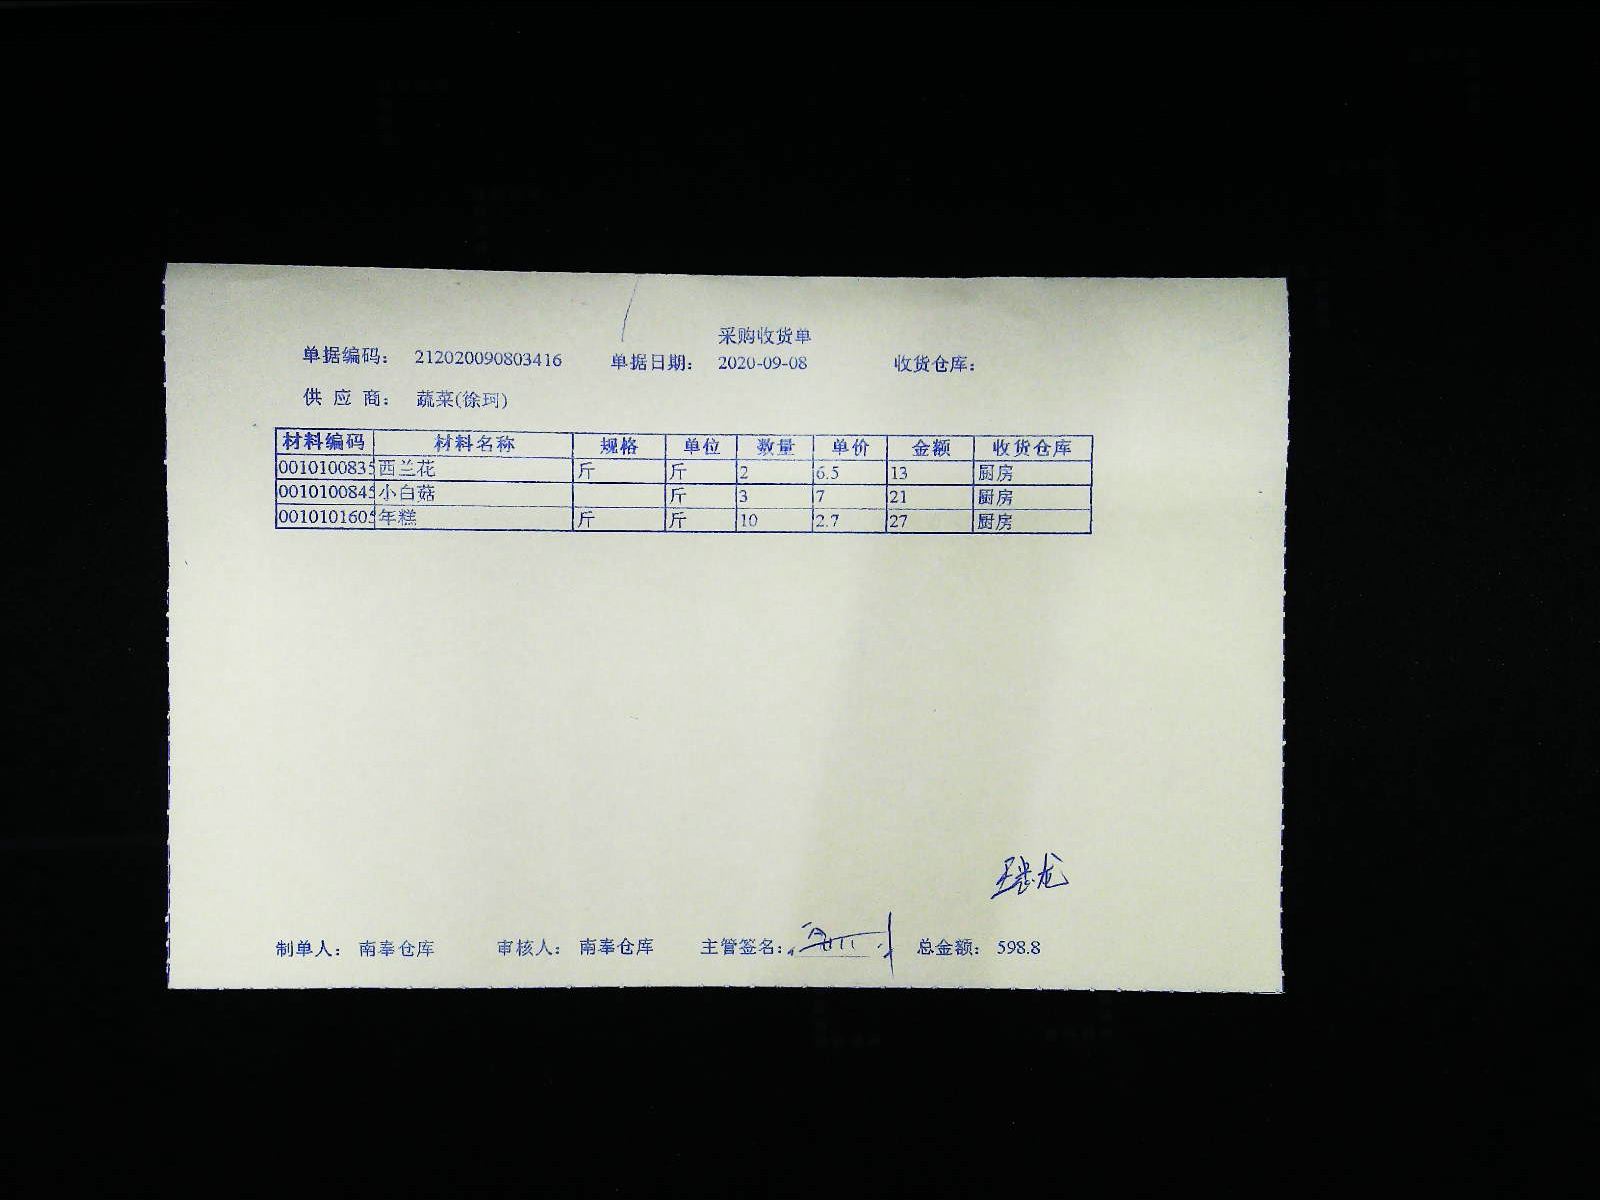 采购收货单
单据编码： 212020090803416 单据日期： 2020-09-08 收货仓库：
供 应 商： 蔬菜(徐珂)
材料编码 材料名称 规格 单位 数量 单价 金额 收货仓库
0010100835 西兰花 斤 斤 2 6.5 13 厨房
0010100845 小白菇 斤 3 7 21 厨房
0010101605 年糕 斤 斤 10 2.7 27 厨房
制单人： 南奉仓库 审核人： 南奉仓库 主管签名： 总金额： 598.8